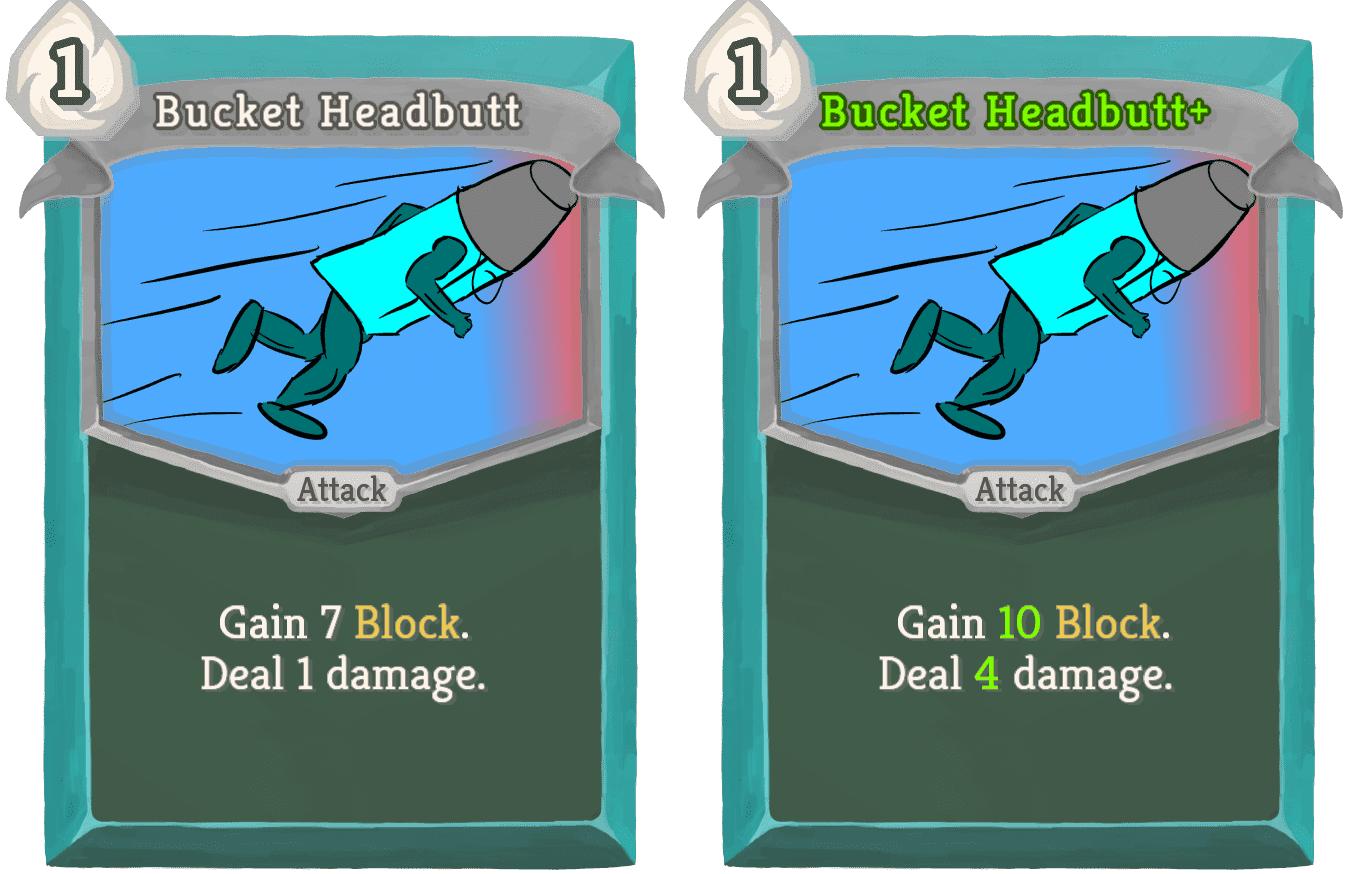 1
Bucket Headbutt
Attack
Gain 7 Block.
Deal 1 damage.
1
Bucket Headbutt+
Attack
Gain 10 Block.
Deal 4 damage.